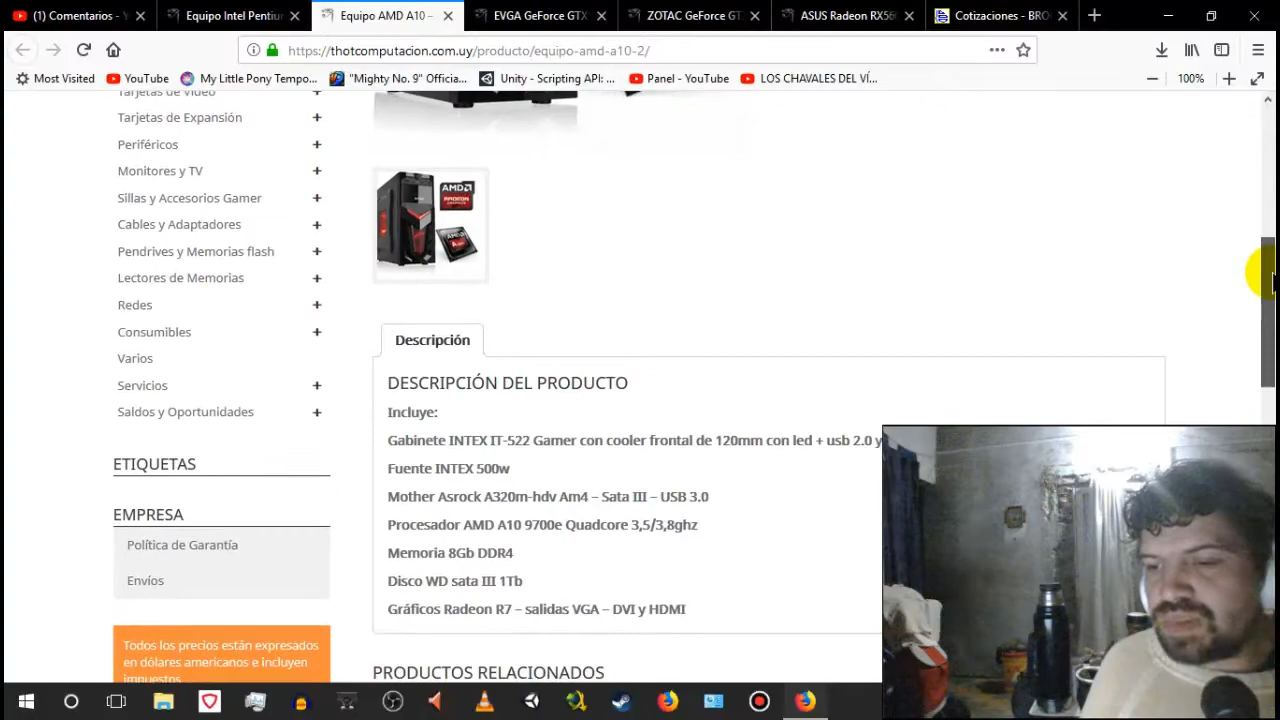 (1) Comentarios - Y
Equipo Intel Pentiu
Equipo AMD A10 –
EVGA GeForce GTX
ZOTAC GeForce GT
ASUS Radeon RX56
Cotizaciones - BRO
https://thotcomputacion.com.uy/producto/equipo-amd-a10-2/
Most Visited
YouTube
My Little Pony Tempo...
"Mighty No. 9" Officia...
Unity - Scripting API: ...
Panel - YouTube
LOS CHAVALES DEL VÍ...
100%
Tarjetas de Video
Tarjetas de Expansión
Periféricos
Monitores y TV
Sillas y Accesorios Gamer
Cables y Adaptadores
Pendrives y Memorias flash
Lectores de Memorias
Redes
Consumibles
Varios
Servicios
Saldos y Oportunidades
ETIQUETAS
EMPRESA
Política de Garantía
Envíos
Todos los precios están expresados
en dólares americanos e incluyen
impuestos
AMD
RADEON
Descripción
DESCRIPCIÓN DEL PRODUCTO
Incluye:
Gabinete INTEX IT-522 Gamer con cooler frontal de 120mm con led + usb 2.0 y
Fuente INTEX 500w
Mother Asrock A320m-hdv Am4 – Sata III – USB 3.0
Procesador AMD A10 9700e Quadcore 3,5/3,8ghz
Memoria 8Gb DDR4
Disco WD sata III 1Tb
Gráficos Radeon R7 – salidas VGA – DVI y HDMI
PRODUCTOS RELACIONADOS